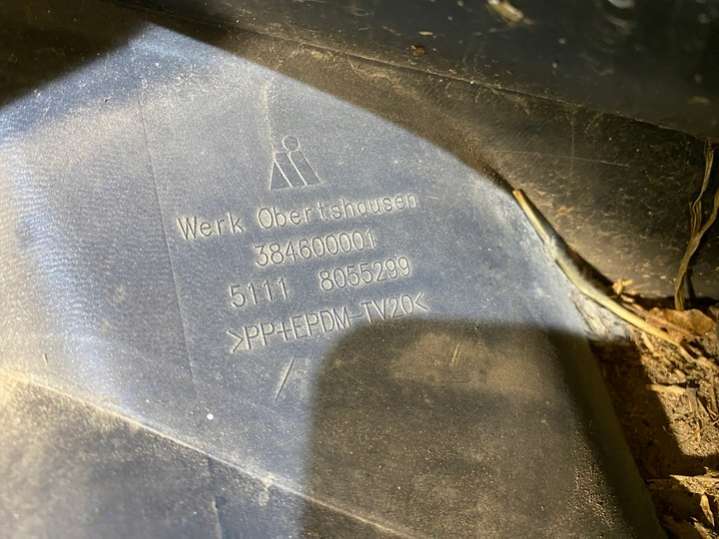 Werk Obertshausen
384600001
5111 8055299
>PP+EPDM-TV20<